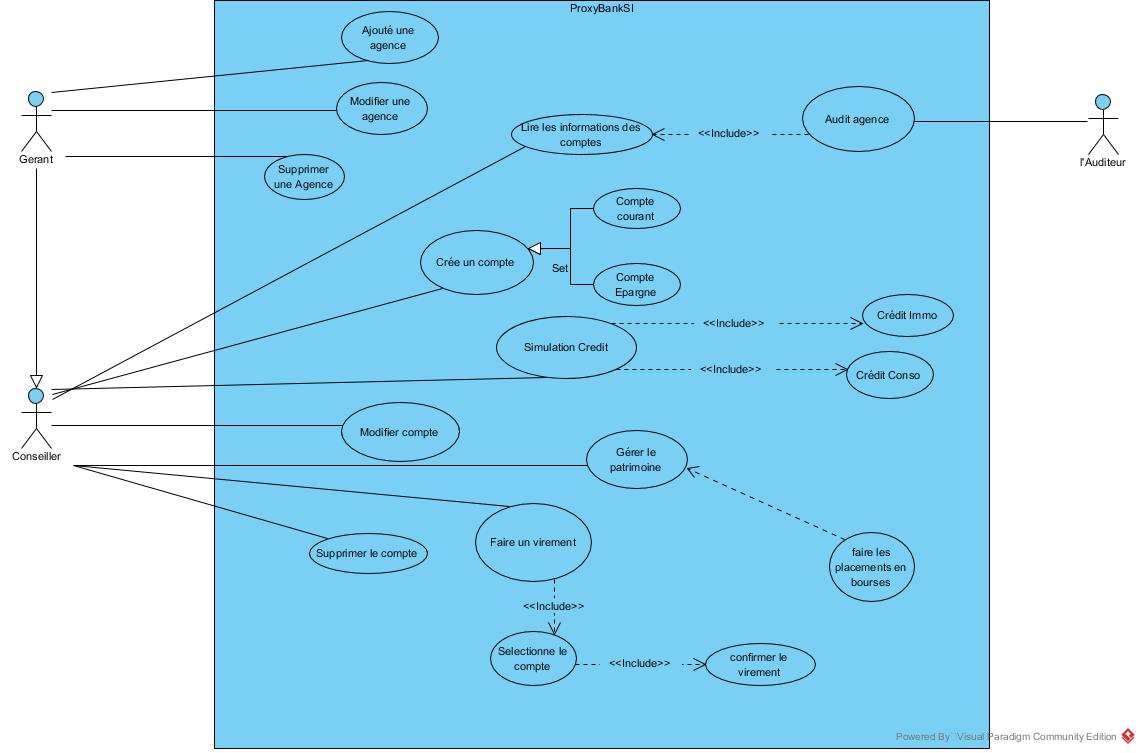 ProxyBankSI
Ajouté une
agence
Modifier une
agence
Gerant
Supprimer
une Agence
Lire les informations des
comptes
<<Include>>
Audit agence
l'Auditeur
Compte
courant
Crée un compte
Set
Compte
Epargne
<<Include>>
Crédit Immo
Simulation Credit
<<Include>>
Crédit Conso
Conseiller
Modifier compte
Gérer le
patrimoine
Faire un virement
Supprimer le compte
faire les
placements en
bourses
<<Include>>
Selectionne le
compte
<<Include>>
confirmer le
virement
Powered By Visual Paradigm Community Edition